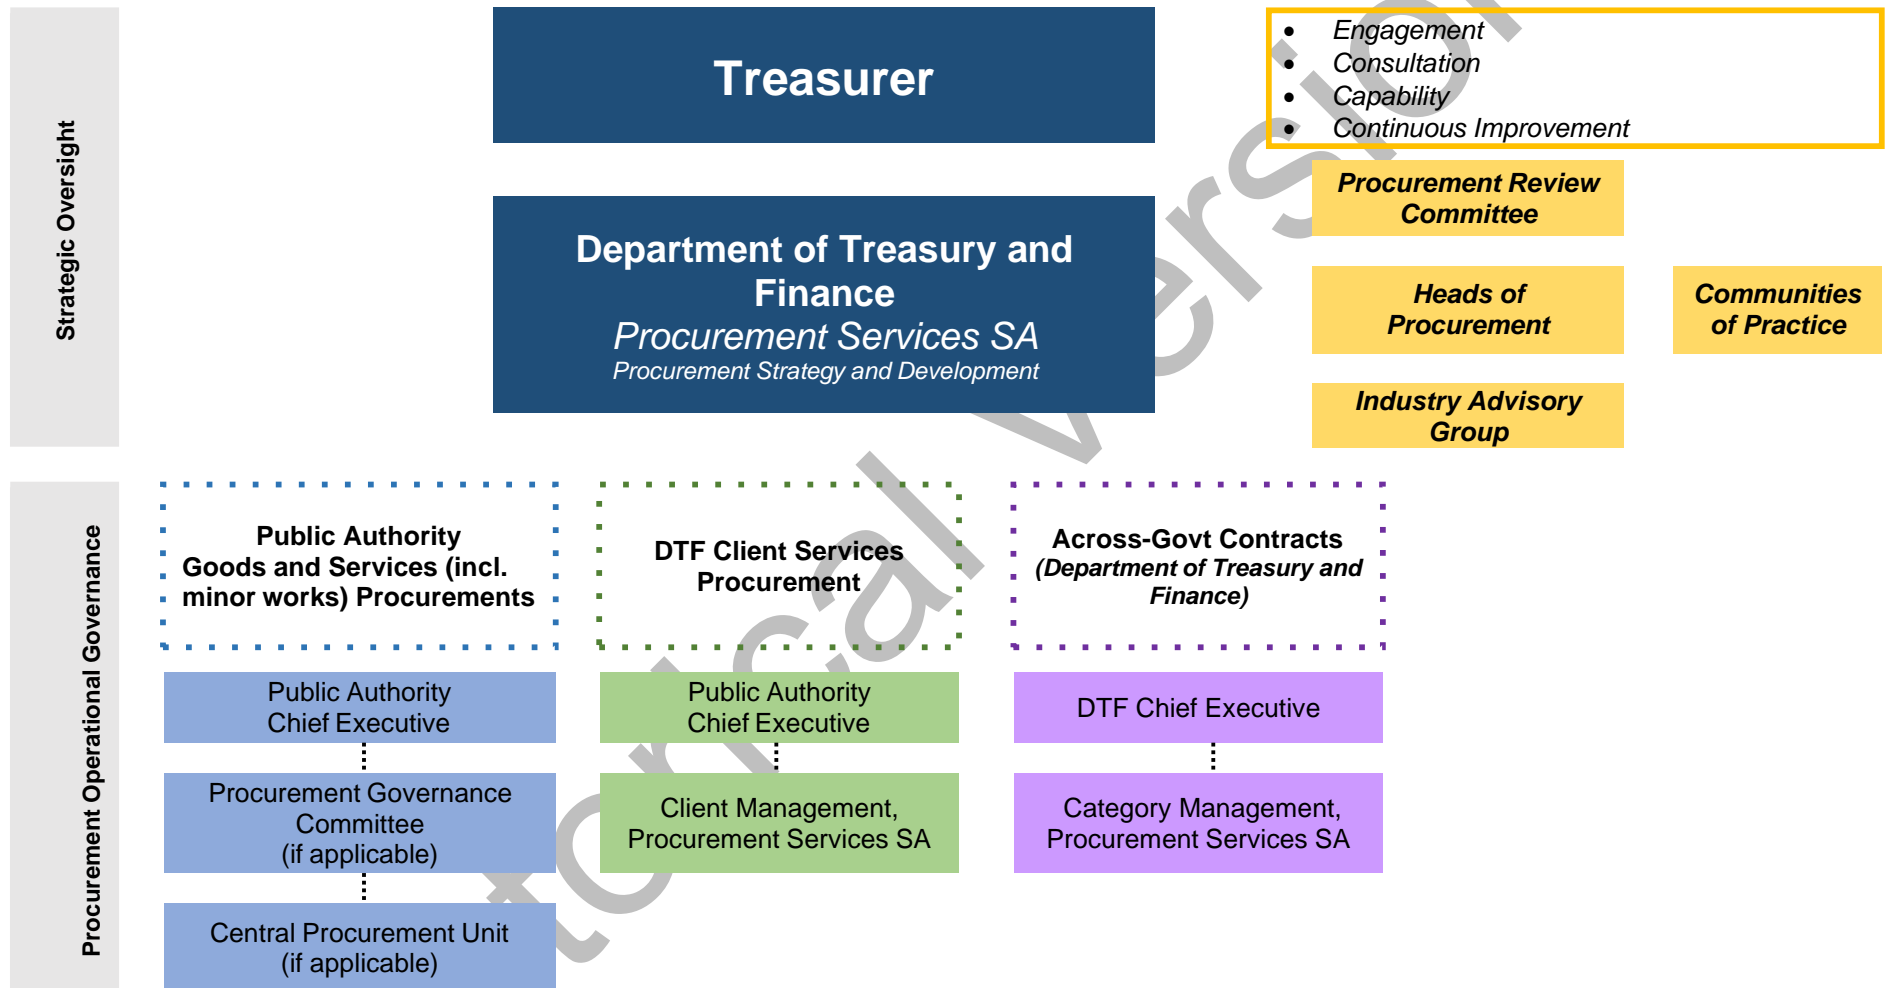 Strategic Oversight
Treasurer
Department of Treasury and
Finance
Procurement Services SA
Procurement Strategy and Development
• Engagement
• Consultation
• Capability
• Continuous Improvement
Procurement Review
Committee
Heads of
Procurement
Communities
of Practice
Industry Advisory
Group
Procurement Operational Governance
Public Authority
Goods and Services (incl.
minor works) Procurements
Public Authority
Chief Executive
Procurement Governance
Committee
(if applicable)
Central Procurement Unit
(if applicable)
DTF Client Services
Procurement
Public Authority
Chief Executive
Client Management,
Procurement Services SA
Across-Govt Contracts
(Department of Treasury and
Finance)
DTF Chief Executive
Category Management,
Procurement Services SA
torical versio